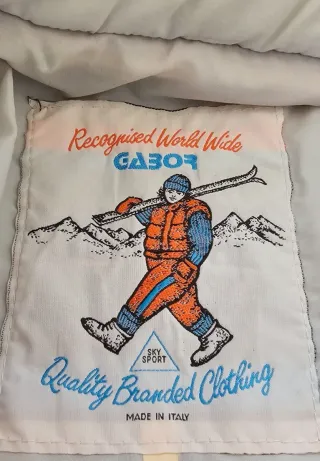 Recognised World Wide
GABOR
SKY
SPORT
Quality Branded Clothing
MADE IN ITALY